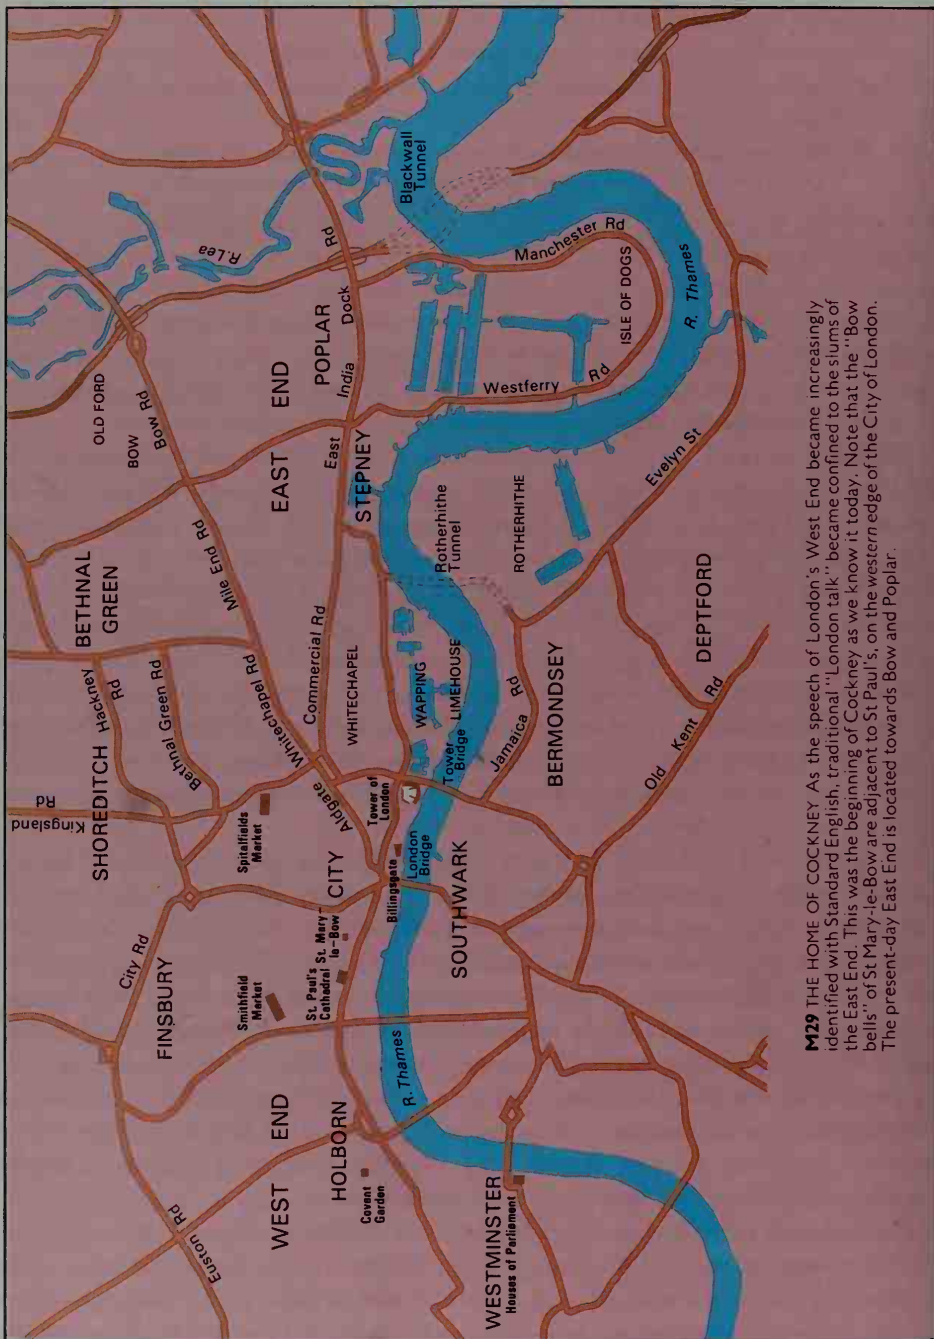 Kingsland
Rd
SHOREDITCH
Hackney
Rd
BETHNAL
GREEN
Bethnal Green Rd
OLD FORD
BOW
Bow Rd
R.Lea
City Rd
FINSBURY
Smithfield
Market
Spitalfields
Market
Mile End Rd
Whitechapel Rd
EAST END
POPLAR
Euston Rd
WEST END
HOLBORN
Covent
Garden
St. Paul's
Cathedral
St. Mary-
le-Bow
CITY
Aldgate
Commercial Rd
WHITECHAPEL
East India Dock Rd
STEPNEY
Blackwall
Tunnel
Billingsgate
Tower of
London
London
Bridge
Tower
Bridge
WAPPING
LIMEHOUSE
Rotherhithe
Tunnel
Westferry Rd
Manchester Rd
ISLE OF DOGS
R. Thames
R. Thames
SOUTHWARK
Jamaica Rd
BERMONDSEY
ROTHERHITHE
Evelyn St
WESTMINSTER
Houses of Parliament
Old Kent Rd
DEPTFORD
M29 THE HOME OF COCKNEY As the speech of London's West End became increasingly
identified with Standard English, traditional "London talk" became confined to the slums of
the East End. This was the beginning of Cockney as we know it today. Note that the "Bow
bells" of St Mary-le-Bow are adjacent to St Paul's, on the western edge of the City of London.
The present-day East End is located towards Bow and Poplar.